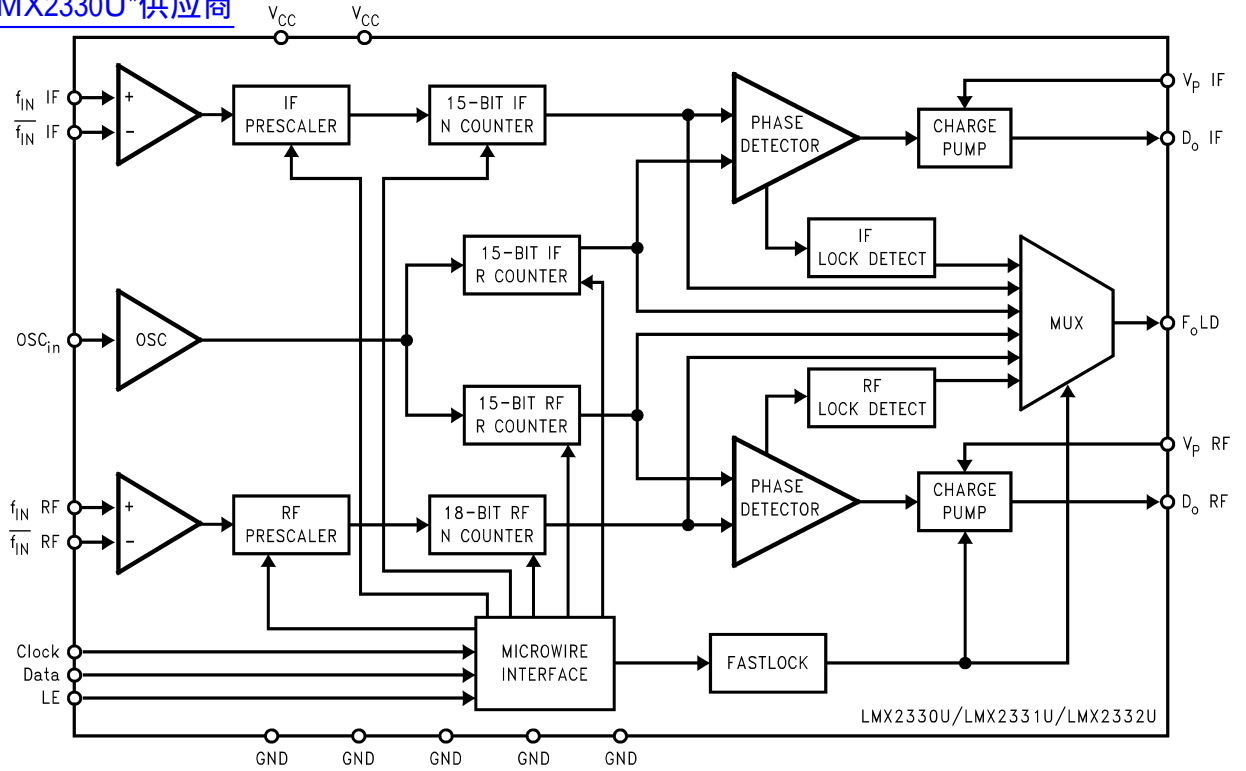 MX2330U"供应商
VCC
VCC
fIN IF
fIN IF
+
−
IF
PRESCALER
15-BIT IF
N COUNTER
PHASE
DETECTOR
CHARGE
PUMP
VP IF
Do IF
IF
LOCK DETECT
15-BIT IF
R COUNTER
OSCin
OSC
MUX
FoLD
15-BIT RF
R COUNTER
RF
LOCK DETECT
VP RF
fIN RF
fIN RF
+
−
RF
PRESCALER
18-BIT RF
N COUNTER
PHASE
DETECTOR
CHARGE
PUMP
Do RF
Clock
Data
LE
MICROWIRE
INTERFACE
FASTLOCK
LMX2330U/LMX2331U/LMX2332U
GND
GND
GND
GND
GND